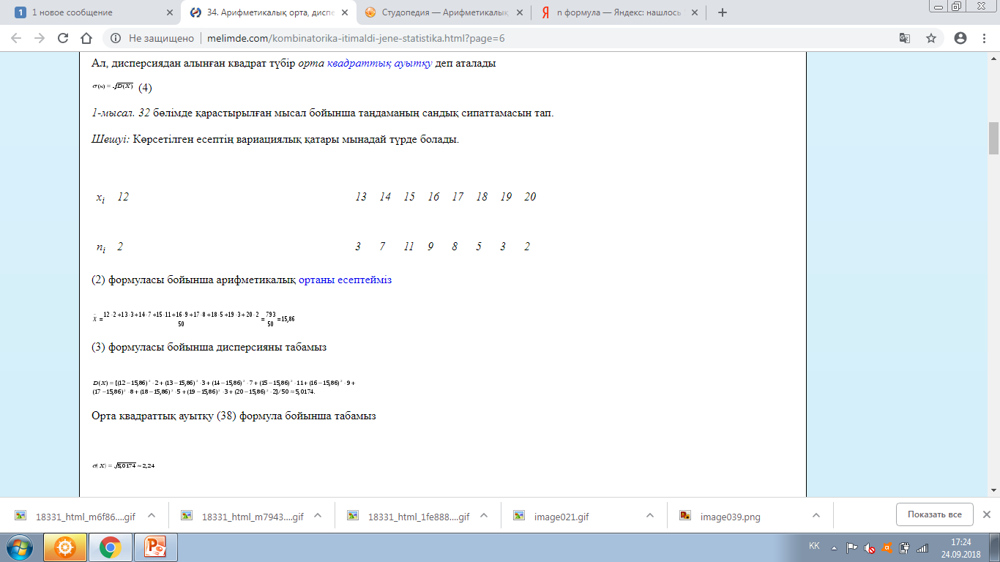 1 новое сообщение
34. Арифметикалық орта, диспе
Студопедия — Арифметикалық
n формула — Яндекс: нашлось
Не защищено | melimde.com/kombinatorika-itimaldi-jene-statistika.html?page=6
Ал, дисперсиядан алынған квадрат түбір орта квадраттық ауытқу деп аталады
σ(x) = √D(X) (4)
1-мысал. 32 бөлімде қарастырылған мысал бойынша таңдаманың сандық сипаттамасын тап.
Шешуі: Көрсетілген есептің вариациялық қатары мынадай түрде болады.
xi 12 13 14 15 16 17 18 19 20
ni 2 3 7 11 9 8 5 3 2
(2) формуласы бойынша арифметикалық ортаны есептейміз
X̄ = (12·2+13·3+14·7+15·11+16·9+17·8+18·5+19·3+20·2)/50 = 793/50 = 15,86
(3) формуласы бойынша дисперсияны табамыз
D(X) = [(12−15,86)²·2 + (13−15,86)²·3 + (14−15,86)²·7 + (15−15,86)²·11 + (16−15,86)²·9 +
(17−15,86)²·8 + (18−15,86)²·5 + (19−15,86)²·3 + (20−15,86)²·2]/50 ≈ 5,0174.
Орта квадраттық ауытқу (38) формула бойынша табамыз
σ(X) = √5,0174 ≈ 2,24
18331_html_m6f86....gif
18331_html_m7943....gif
18331_html_1fe888....gif
image021.gif
image039.png
Показать все
KK
17:24
24.09.2018